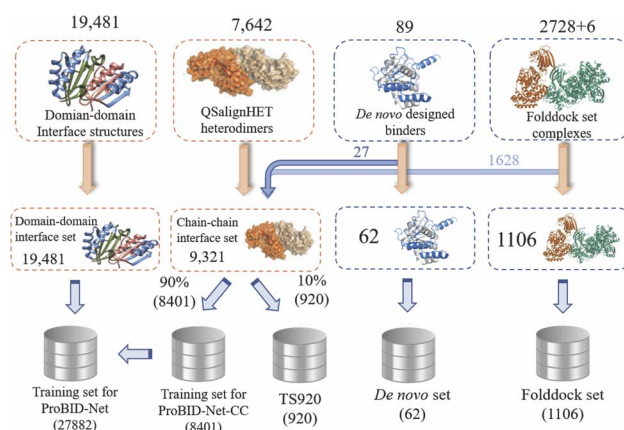 19,481
7,642
89
2728+6
Domian-domain
Interface structures
QSalignHET
heterodimers
De novo designed
binders
Folddock set
complexes
27
1628
Domain-domain
interface set
19,481
Chain-chain
interface set
9,321
62
1106
90%
(8401)
10%
(920)
Training set for
ProBID-Net
(27882)
Training set for
ProBID-Net-CC
(8401)
TS920
(920)
De novo set
(62)
Folddock set
(1106)